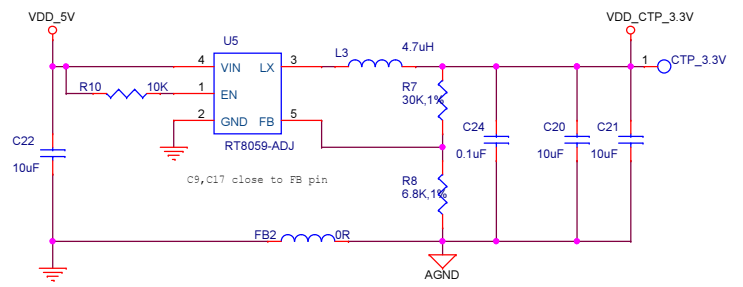 VDD_5V
VDD_CTP_3.3V
U5
L3
4.7uH
4
VIN
LX
3
1
CTP_3.3V
R10
10K
1
EN
R7
30K,1%
2
GND
FB
5
C22
10uF
RT8059-ADJ
C24
0.1uF
C20
10uF
C21
10uF
C9,C17 close to FB pin
R8
6.8K,1%
FB2
0R
AGND